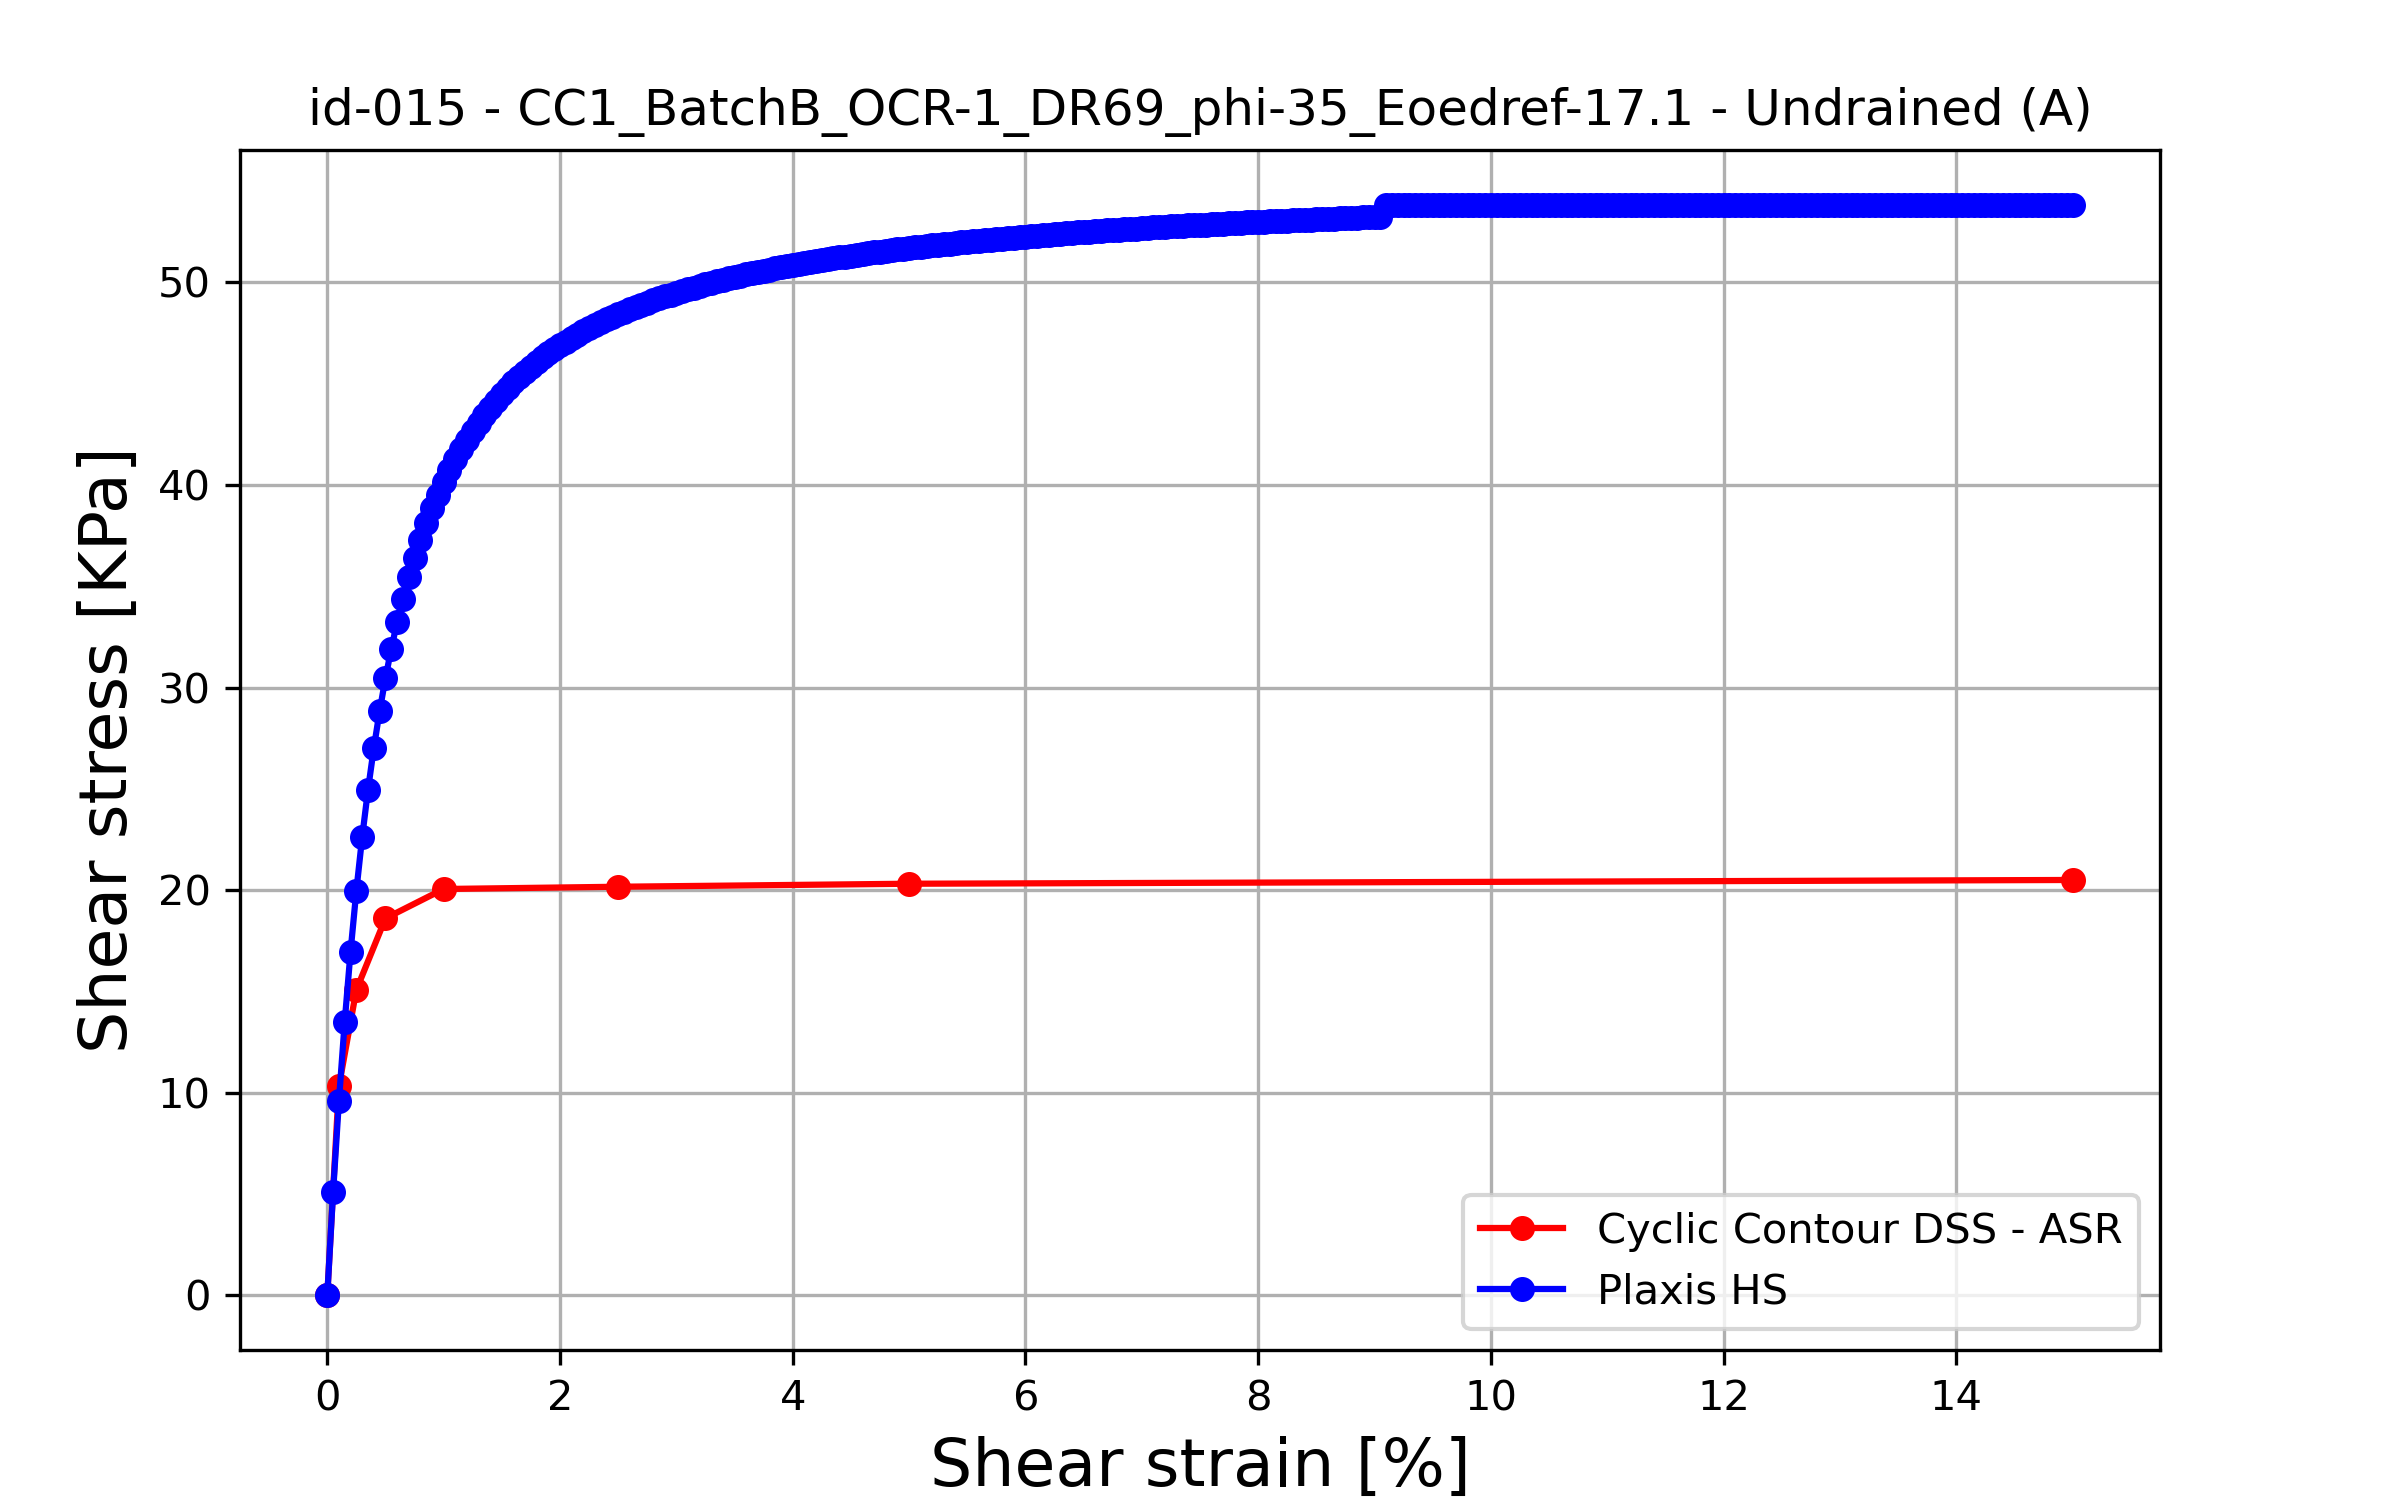 id-015 - CC1_BatchB_OCR-1_DR69_phi-35_Eoedref-17.1 - Undrained (A)
Shear stress [KPa]
50
40
30
20
10
0
Cyclic Contour DSS - ASR
Plaxis HS
0 2 4 6 8 10 12 14
Shear strain [%]